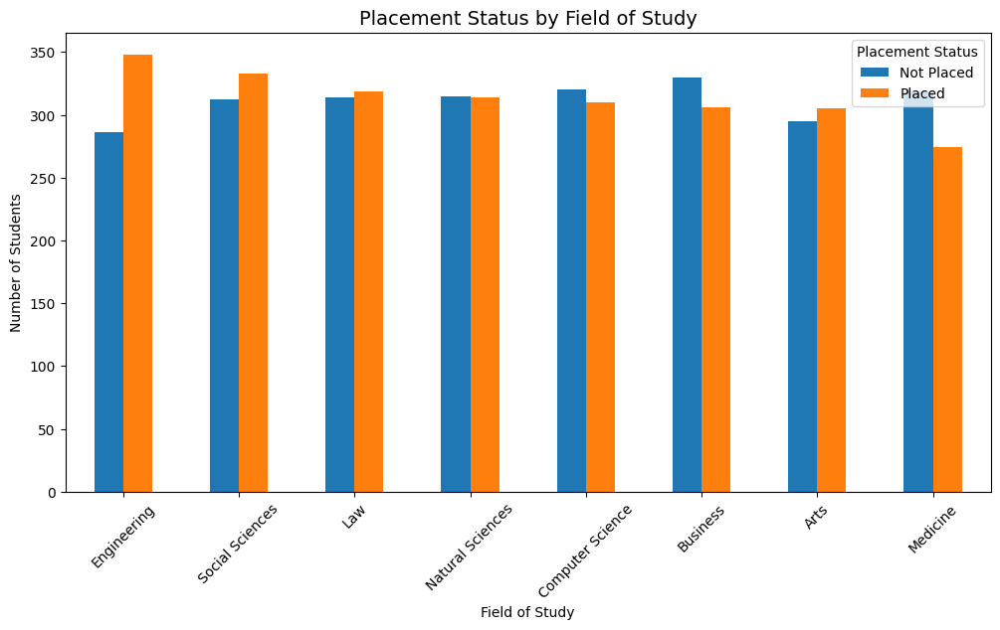 Placement Status by Field of Study
Placement Status
Not Placed
Placed
Number of Students
350
300
250
200
150
100
50
0
Engineering
Social Sciences
Law
Natural Sciences
Computer Science
Business
Arts
Medicine
Field of Study